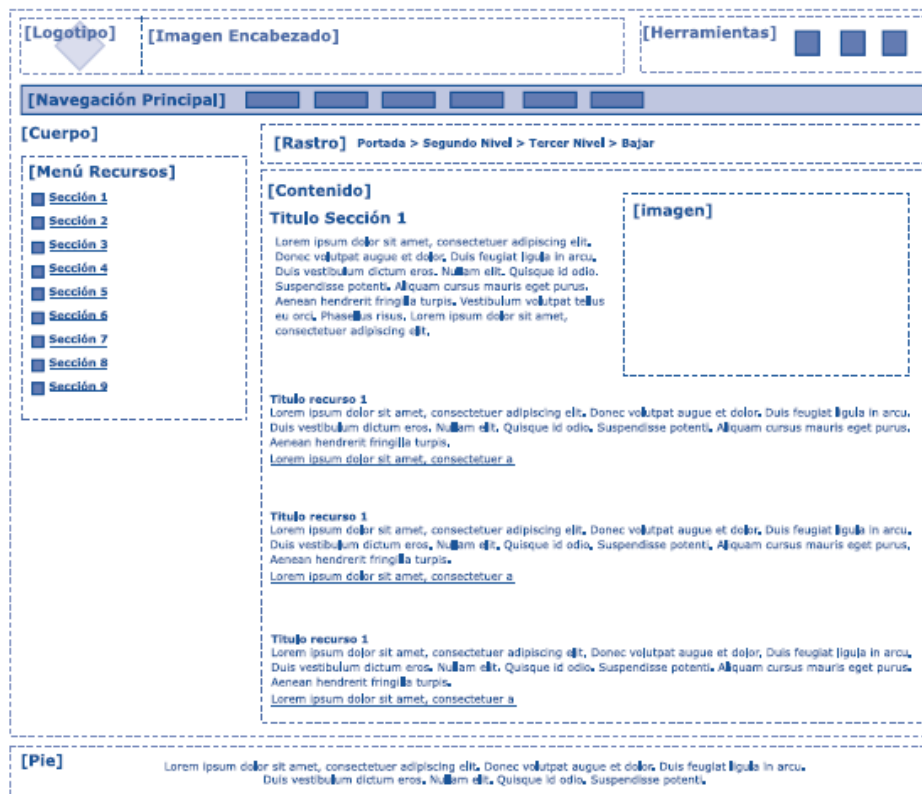 [Logotipo]
[Imagen Encabezado]
[Herramientas]
[Navegación Principal]
[Cuerpo]
[Rastro] Portada > Segundo Nivel > Tercer Nivel > Bajar
[Menú Recursos]
Sección 1
Sección 2
Sección 3
Sección 4
Sección 5
Sección 6
Sección 7
Sección 8
Sección 9
[Contenido]
Titulo Sección 1
Lorem ipsum dolor sit amet, consectetuer adipiscing elit.
Donec volutpat augue et dolor. Duis feugiat ligula in arcu.
Duis vestibulum dictum eros. Nullam elit. Quisque id odio.
Suspendisse potenti. Aliquam cursus mauris eget purus.
Aenean hendrerit fringilla turpis. Vestibulum volutpat tellus
eu orci. Phasellus risus. Lorem ipsum dolor sit amet,
consectetuer adipiscing elit.
[imagen]
Titulo recurso 1
Lorem ipsum dolor sit amet, consectetuer adipiscing elit. Donec volutpat augue et dolor. Duis feugiat ligula in arcu.
Duis vestibulum dictum eros. Nullam elit. Quisque id odio. Suspendisse potenti. Aliquam cursus mauris eget purus.
Aenean hendrerit fringilla turpis.
Lorem ipsum dolor sit amet, consectetuer a
Titulo recurso 1
Lorem ipsum dolor sit amet, consectetuer adipiscing elit. Donec volutpat augue et dolor. Duis feugiat ligula in arcu.
Duis vestibulum dictum eros. Nullam elit. Quisque id odio. Suspendisse potenti. Aliquam cursus mauris eget purus.
Aenean hendrerit fringilla turpis.
Lorem ipsum dolor sit amet, consectetuer a
Titulo recurso 1
Lorem ipsum dolor sit amet, consectetuer adipiscing elit. Donec volutpat augue et dolor. Duis feugiat ligula in arcu.
Duis vestibulum dictum eros. Nullam elit. Quisque id odio. Suspendisse potenti. Aliquam cursus mauris eget purus.
Aenean hendrerit fringilla turpis.
Lorem ipsum dolor sit amet, consectetuer a
[Pie]
Lorem ipsum dolor sit amet, consectetuer adipiscing elit. Donec volutpat augue et dolor. Duis feugiat ligula in arcu.
Duis vestibulum dictum eros. Nullam elit. Quisque id odio. Suspendisse potenti.